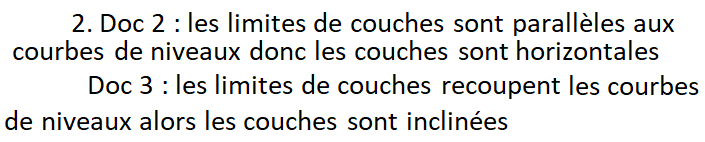 2. Doc 2 : les limites de couches sont parallèles aux
courbes de niveaux donc les couches sont horizontales
Doc 3 : les limites de couches recoupent les courbes
de niveaux alors les couches sont inclinées